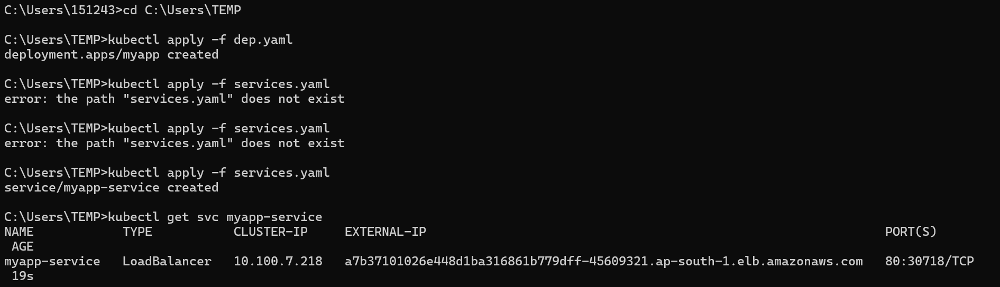 C:\Users\151243>cd C:\Users\TEMP
C:\Users\TEMP>kubectl apply -f dep.yaml
deployment.apps/myapp created
C:\Users\TEMP>kubectl apply -f services.yaml
error: the path "services.yaml" does not exist
C:\Users\TEMP>kubectl apply -f services.yaml
error: the path "services.yaml" does not exist
C:\Users\TEMP>kubectl apply -f services.yaml
service/myapp-service created
C:\Users\TEMP>kubectl get svc myapp-service
NAME            TYPE           CLUSTER-IP     EXTERNAL-IP                                                               PORT(S)
 AGE
myapp-service   LoadBalancer   10.100.7.218   a7b37101026e448d1ba316861b779dff-45609321.ap-south-1.elb.amazonaws.com   80:30718/TCP
 19s